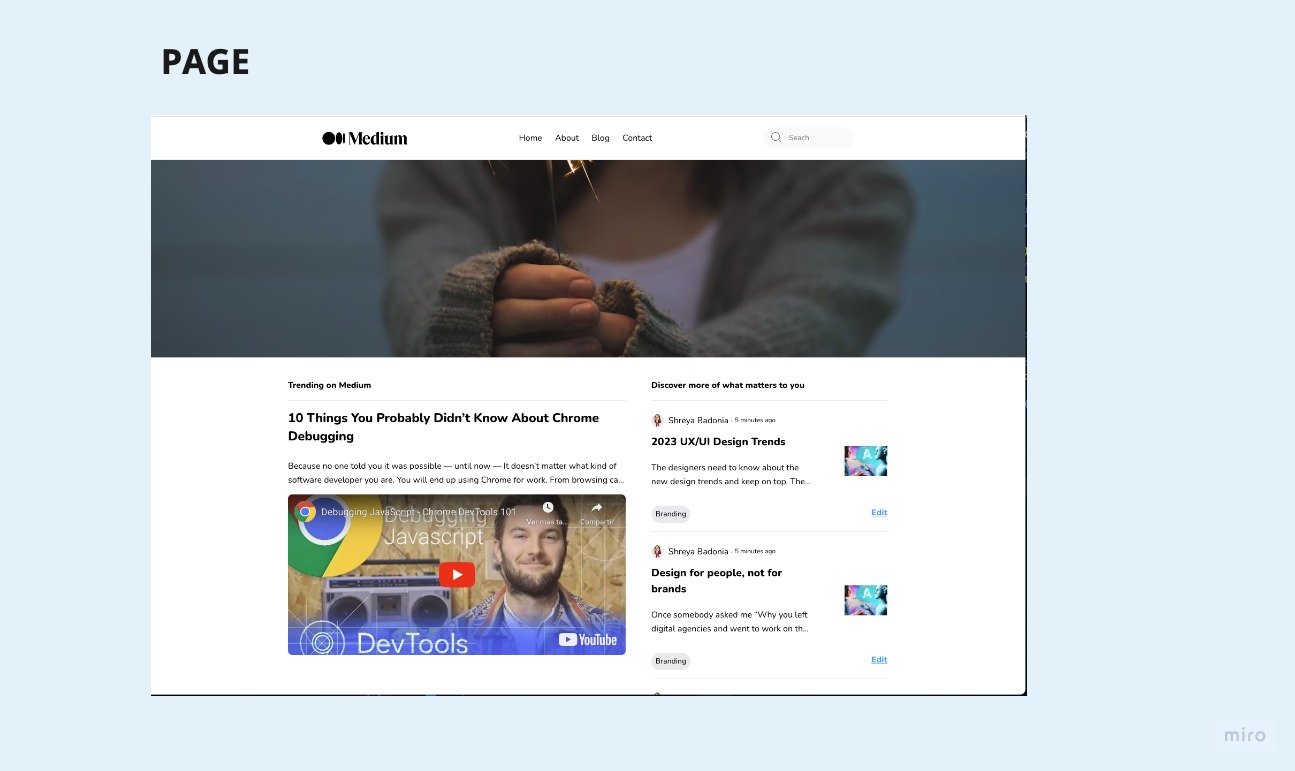 PAGE
Medium
Home About Blog Contact
Seach
Trending on Medium
10 Things You Probably Didn’t Know About Chrome
Debugging
Because no one told you it was possible — until now — It doesn’t matter what kind of
software developer you are. You will end up using Chrome for work. From browsing ca...
Debugging JavaScript - Chrome DevTools 101
Ver más ta...
Compartir
Debugging
Javascript
DevTools
YouTube
Discover more of what matters to you
Shreya Badonia · 5 minutes ago
2023 UX/UI Design Trends
The designers need to know about the
new design trends and keep on top. The...
A
Branding
Edit
Shreya Badonia · 5 minutes ago
Design for people, not for
brands
Once somebody asked me “Why you left
digital agencies and went to work on th...
A
Branding
Edit
miro